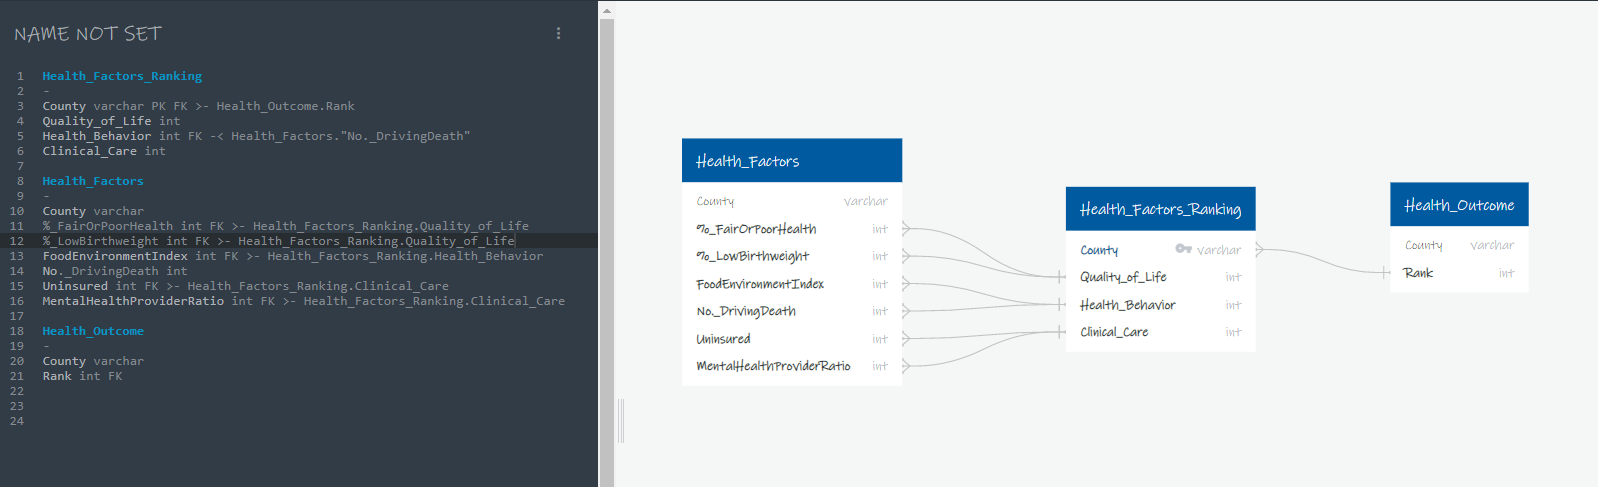 NAME NOT SET
1 Health_Factors_Ranking
2 -
3 County varchar PK FK >- Health_Outcome.Rank
4 Quality_of_Life int
5 Health_Behavior int FK -< Health_Factors."No._DrivingDeath"
6 Clinical_Care int
7
8 Health_Factors
9 -
10 County varchar
11 %_FairOrPoorHealth int FK >- Health_Factors_Ranking.Quality_of_Life
12 %_LowBirthweight int FK >- Health_Factors_Ranking.Quality_of_Life
13 FoodEnvironmentIndex int FK >- Health_Factors_Ranking.Health_Behavior
14 No._DrivingDeath int
15 Uninsured int FK >- Health_Factors_Ranking.Clinical_Care
16 MentalHealthProviderRatio int FK >- Health_Factors_Ranking.Clinical_Care
17
18 Health_Outcome
19 -
20 County varchar
21 Rank int FK
22
23
24
Health_Factors
County varchar
%_FairOrPoorHealth int
%_LowBirthweight int
FoodEnvironmentIndex int
No._DrivingDeath int
Uninsured int
MentalHealthProviderRatio int
Health_Factors_Ranking
County varchar
Quality_of_Life int
Health_Behavior int
Clinical_Care int
Health_Outcome
County varchar
Rank int